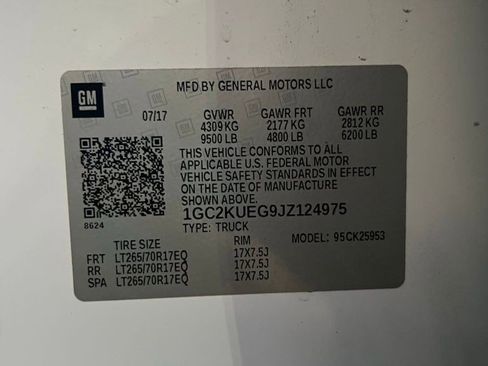 GM
MFD BY GENERAL MOTORS LLC
07/17 GVWR GAWR FRT GAWR RR
4309 KG 2177 KG 2812 KG
9500 LB 4800 LB 6200 LB
THIS VEHICLE CONFORMS TO ALL
APPLICABLE U.S. FEDERAL MOTOR
VEHICLE SAFETY STANDARDS IN EFFECT
ON THE DATE OF MANUFACTURE
SHOWN ABOVE.
1GC2KUEG9JZ124975
8624 TYPE: TRUCK
TIRE SIZE RIM MODEL: 95CK25953
FRT LT265/70R17EQ 17X7.5J
RR LT265/70R17EQ 17X7.5J
SPA LT265/70R17EQ 17X7.5J